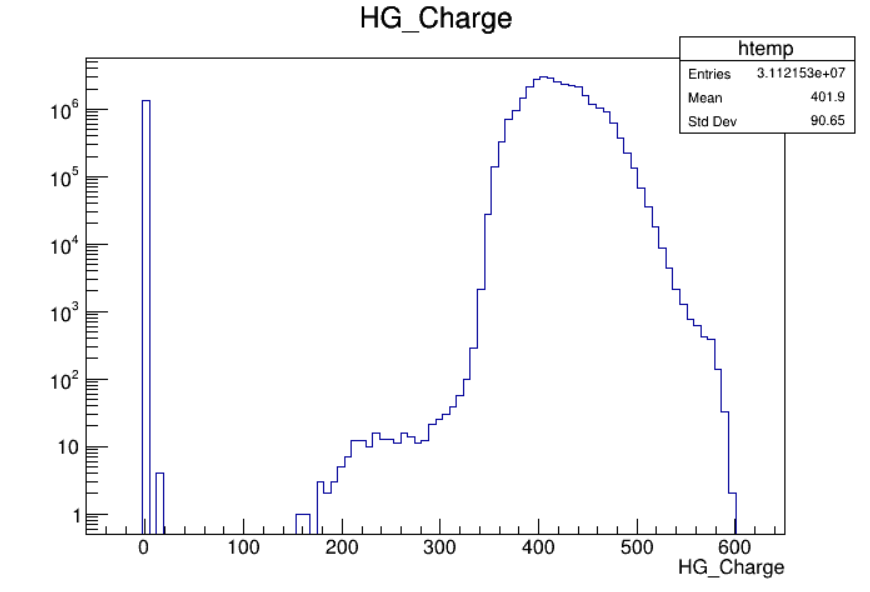 HG_Charge
htemp
Entries 3.112153e+07
Mean 401.9
Std Dev 90.65
10^6
10^5
10^4
10^3
10^2
10
1
0 100 200 300 400 500 600
HG_Charge